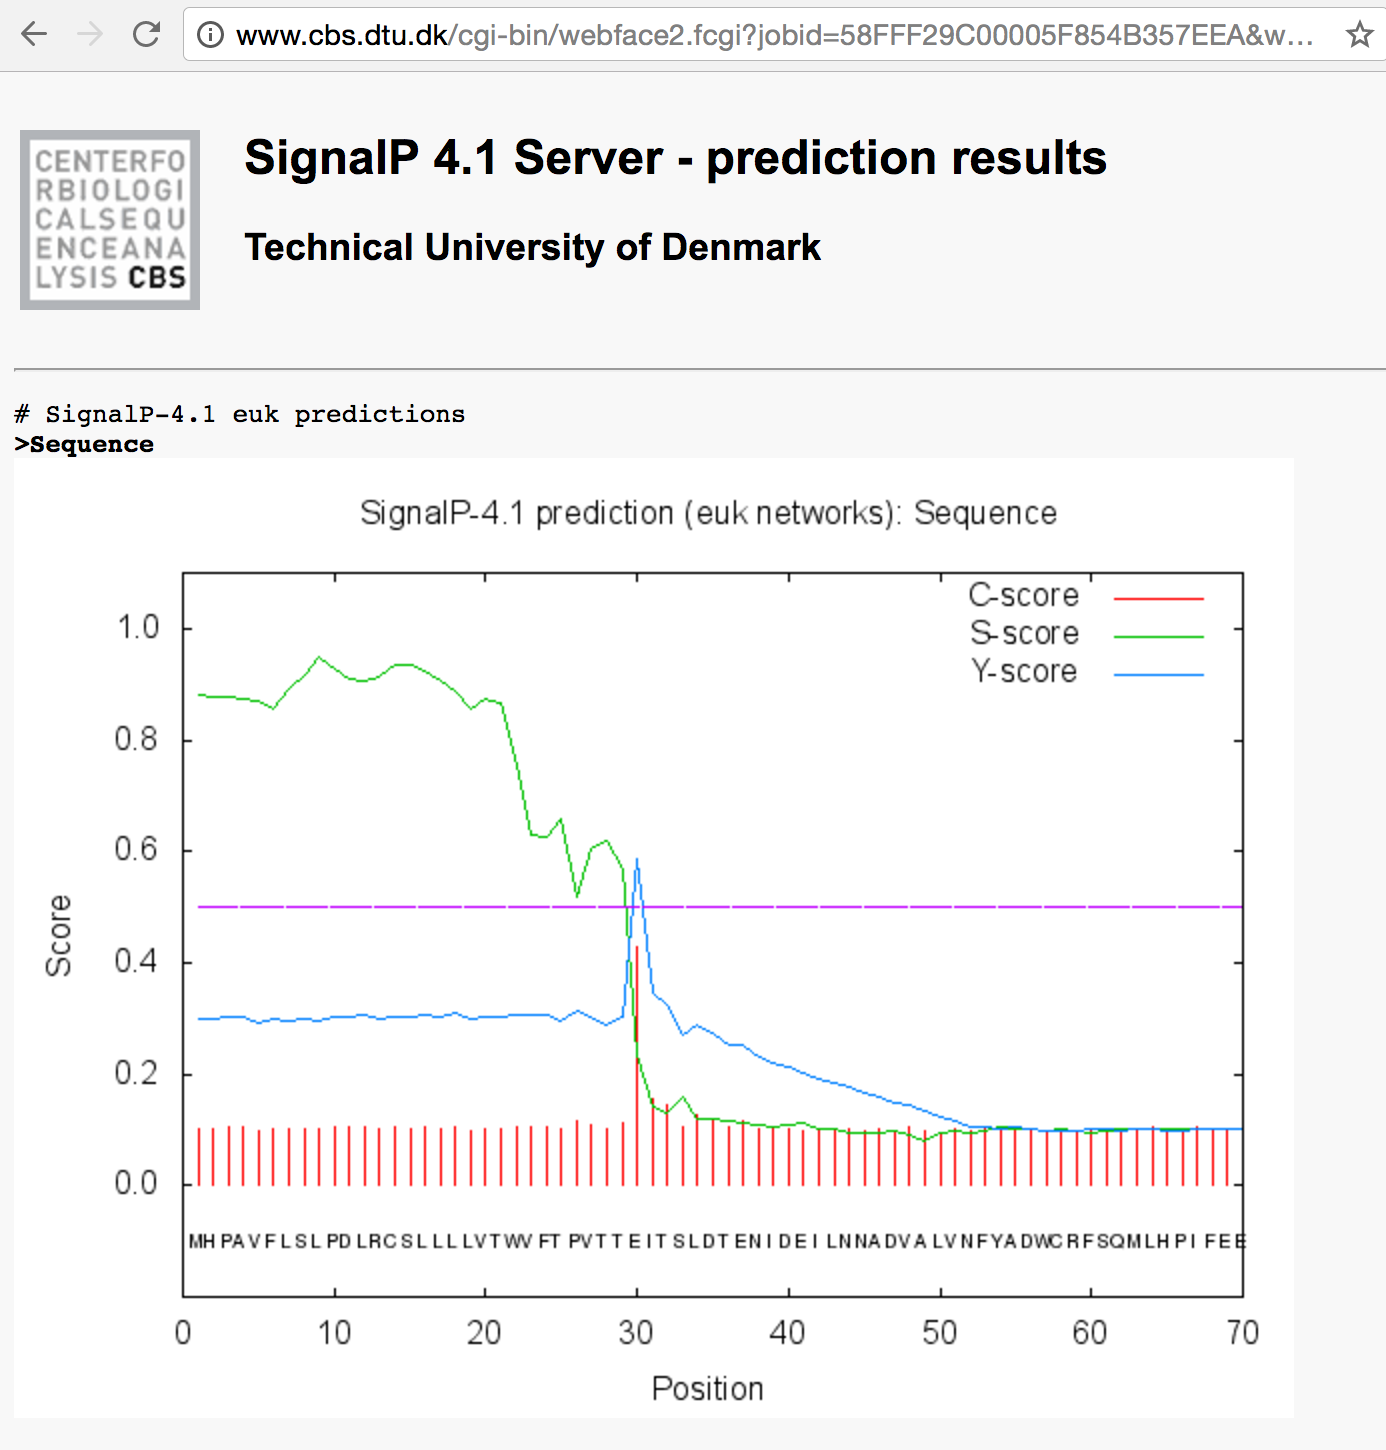 www.cbs.dtu.dk/cgi-bin/webface2.fcgi?jobid=58FFF29C00005F854B357EEA&w...
CENTERFO
RBIOLOGI
CALSEQU
ENCEANA
LYSIS CBS
SignalP 4.1 Server - prediction results
Technical University of Denmark
# SignalP-4.1 euk predictions
>Sequence
SignalP-4.1 prediction (euk networks): Sequence
C-score
S-score
Y-score
1.0
0.8
0.6
0.4
0.2
0.0
Score
MHPAVFLSLPDLRCSLLLLVTWVFTPVTTEITSLDTENIDEILNNADVALVNFYADWCRFSQMLHPIFEE
0 10 20 30 40 50 60 70
Position